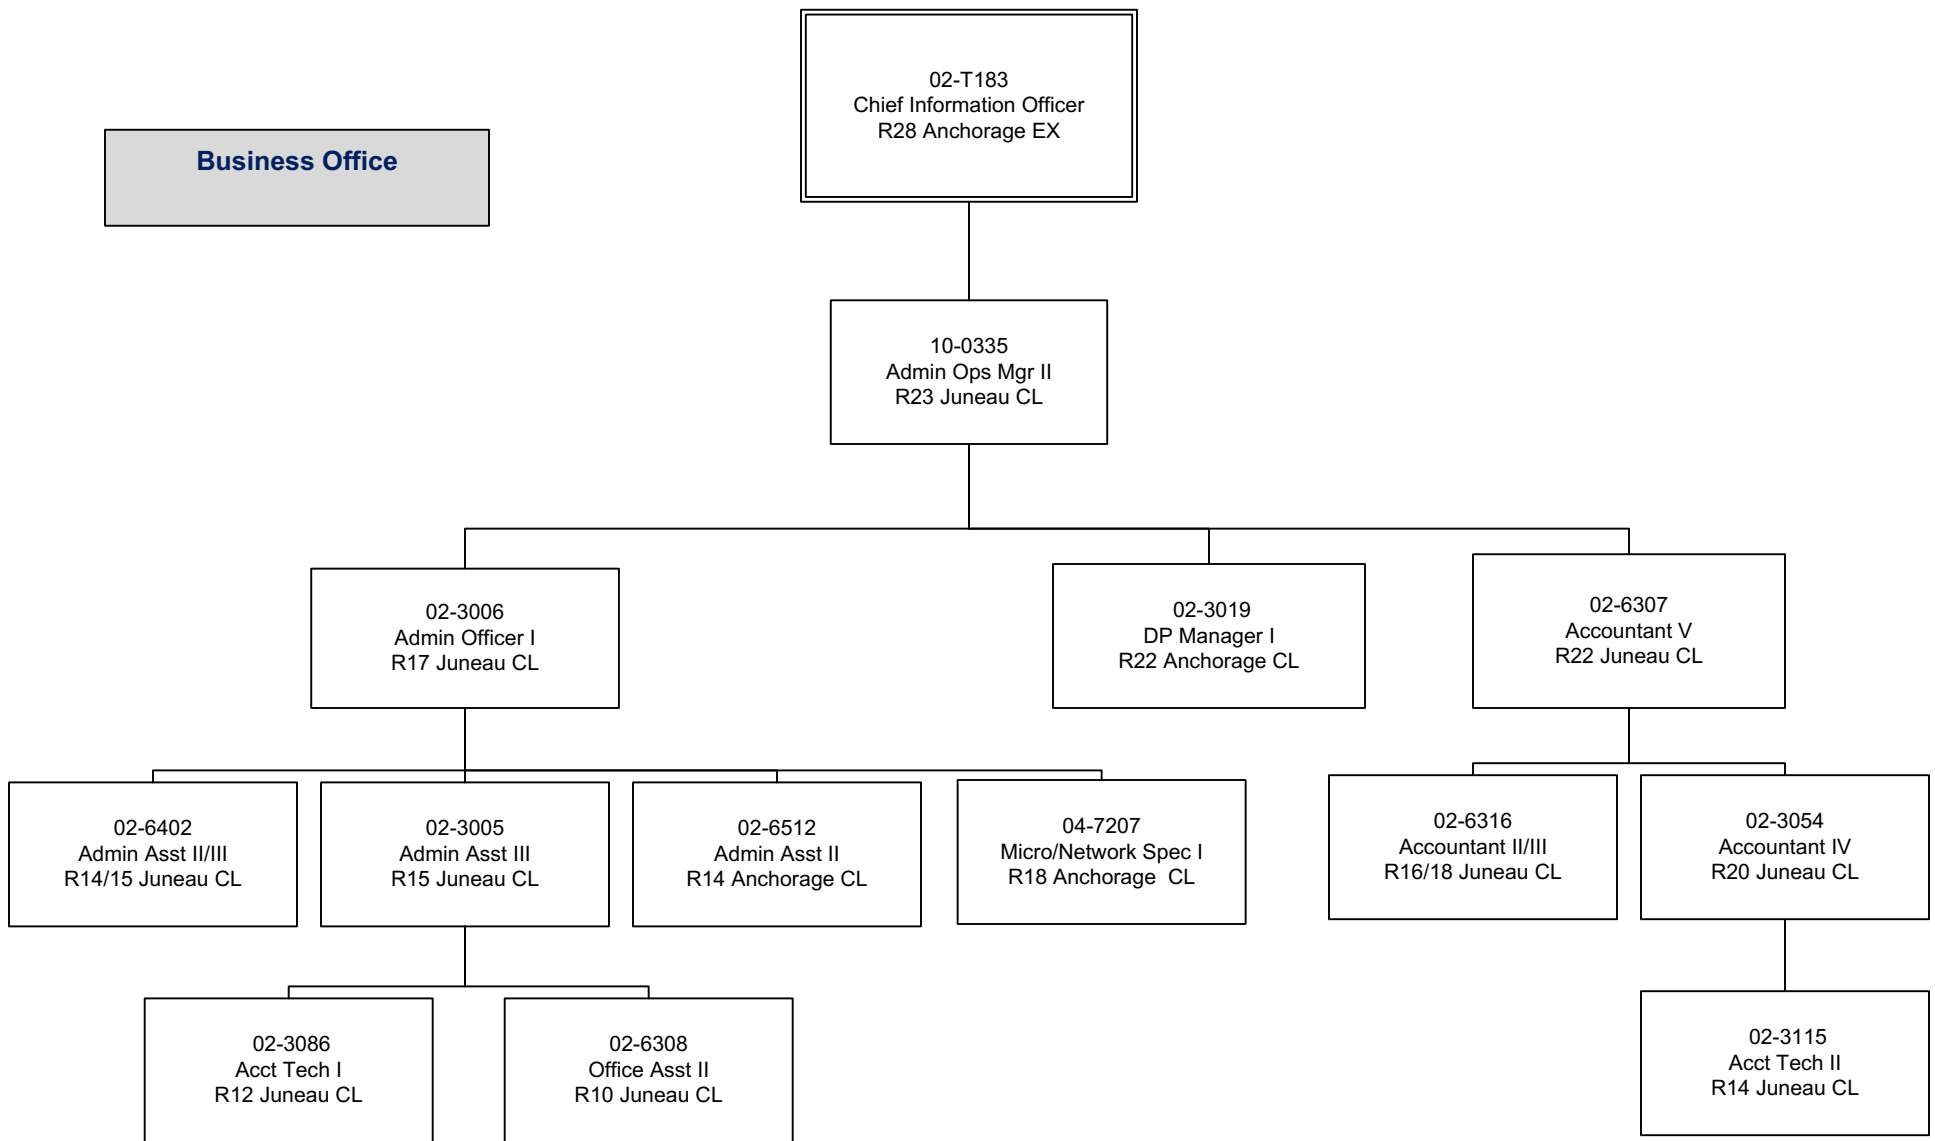 02-T183
Chief Information Officer
R28 Anchorage EX
Business Office
10-0335
Admin Ops Mgr II
R23 Juneau CL
02-3006
Admin Officer I
R17 Juneau CL
02-3019
DP Manager I
R22 Anchorage CL
02-6307
Accountant V
R22 Juneau CL
02-6402
Admin Asst II/III
R14/15 Juneau CL
02-3005
Admin Asst III
R15 Juneau CL
02-6512
Admin Asst II
R14 Anchorage CL
04-7207
Micro/Network Spec I
R18 Anchorage  CL
02-6316
Accountant II/III
R16/18 Juneau CL
02-3054
Accountant IV
R20 Juneau CL
02-3086
Acct Tech I
R12 Juneau CL
02-6308
Office Asst II
R10 Juneau CL
02-3115
Acct Tech II
R14 Juneau CL